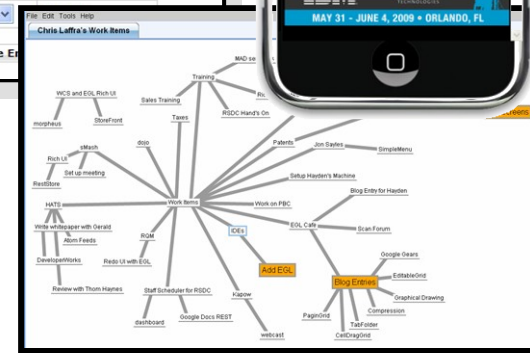 TECHNOLOGIES
MAY 31 - JUNE 4, 2009 • ORLANDO, FL
File Edit Tools Help
Chris Laffra's Work Items
Training
Sales Training
Taxes
RSDC Hand's On
WCS and EGL Rich UI
morpheus
StoreFront
sMash
dojo
Rich UI
Set up meeting
RestStore
Patents
Jon Sayles
SimpleMenu
Setup Hayden's Machine
Blog Entry for Hayden
HATS
Work Items
Work on PBC
Write whitepaper with Gerald
Atom Feeds
IDEs
EGL Cafe
Scan Forum
RQM
DeveloperWorks
Redo UI with EGL
Add EGL
Google Gears
Blog Entries
EditableGrid
Review with Thom Haynes
Staff Scheduler for RSDC
Kapow
Graphical Drawing
Compression
PaginGrid
TabFolder
Google Docs REST
dashboard
CellDragGrid
webcast